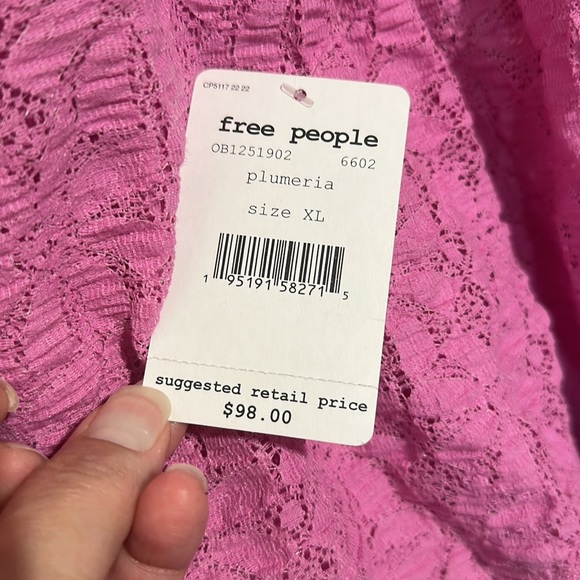 CP5117 22 22
free people
OB1251902 6602
plumeria
size XL
1 95191 58271 5
suggested retail price
$98.00